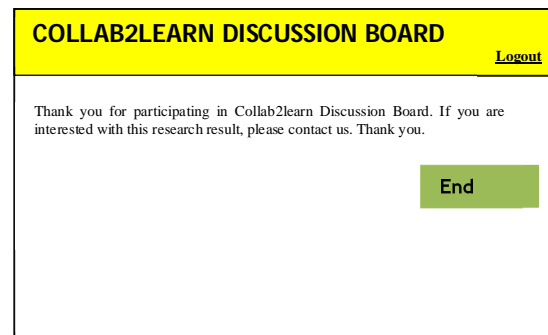 COLLAB2LEARN DISCUSSION BOARD
Logout
Thank you for participating in Collab2learn Discussion Board. If you are
interested with this research result, please contact us. Thank you.
End